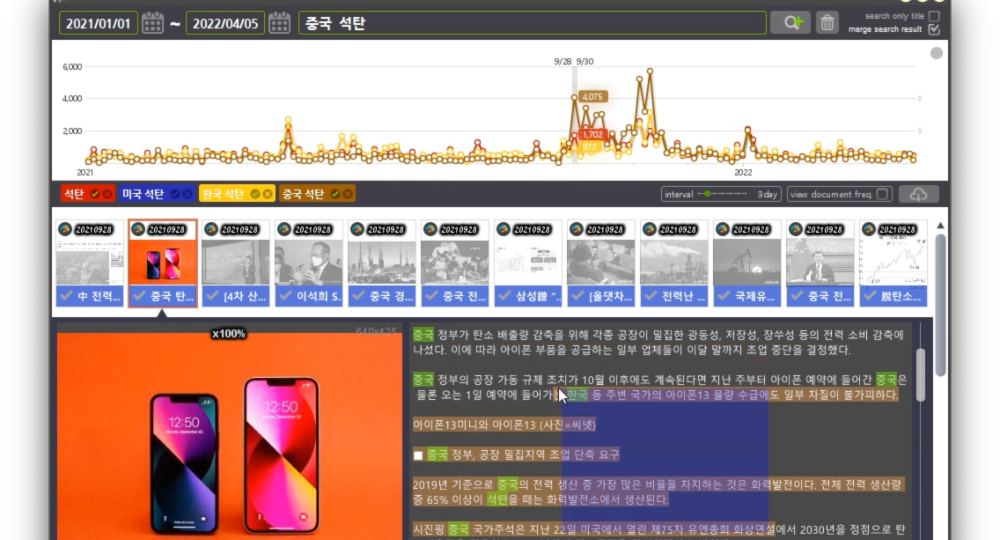 2021/01/01 ~ 2022/04/05 중국 석탄
search only title
merge search result
9/28 9/30
6,000
4,000
2,000
4,075
1,702
972
2021 2022
석탄 미국 석탄 한국 석탄 중국 석탄 interval 3day view document freq.
20210928 20210928 20210928 20210928 20210928 20210928 20210928 20210928 20210928 20210928 20210928 20210928
中 전력... 중국 탄... [4차 산... 이석희 S. 중국 경... 중국 전... 삼성證 “.. [올댓차... 전력난 ... 국제유... 중국 전... 脫탄소...
x100% 640x425
12:50
12:50
중국 정부가 탄소 배출량 감축을 위해 각종 공장이 밀집한 광동성, 저장성, 장쑤성 등의 전력 소비 감축에
나섰다. 이에 따라 아이폰 부품을 공급하는 일부 업체들이 이달 말까지 조업 중단을 결정했다.
중국 정부의 공장 가동 규제 조치가 10월 이후에도 계속된다면 지난 주부터 아이폰 예약에 들어간 중국은
물론 오는 1일 예약에 들어가는 한국 등 주변 국가의 아이폰13 물량 수급에도 일부 차질이 불가피하다.
아이폰13미니와 아이폰13 (사진=씨넷)
■ 중국 정부, 공장 밀집지역 조업 단축 요구
2019년 기준으로 중국의 전력 생산 중 가장 많은 비율을 차지하는 것은 화력발전이다. 전체 전력 생산량
중 65% 이상이 석탄을 때는 화력발전소에서 생산된다.
시진핑 중국 국가주석은 지난 22일 미국에서 열린 제75차 유엔총회 화상연설에서 2030년을 정점으로 탄